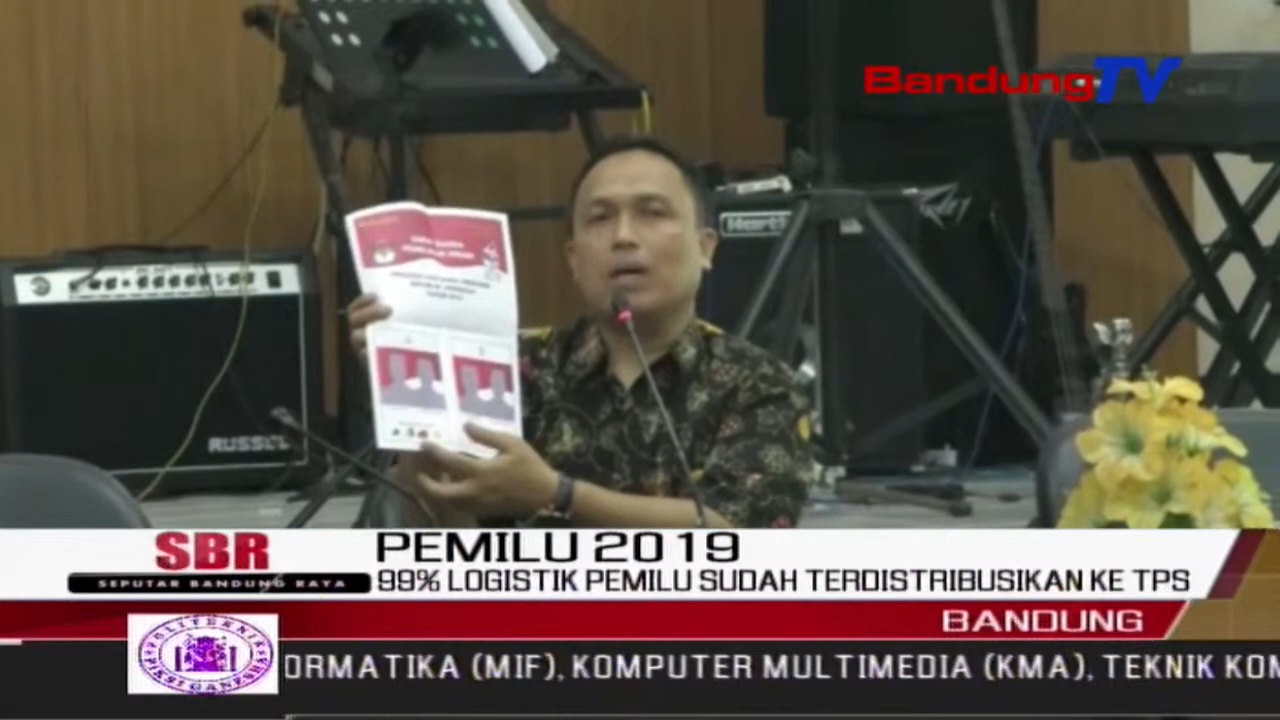 BandungTV
Hart
RUSSEL
SBR
SEPUTAR BANDUNG RAYA
PEMILU 2019
99% LOGISTIK PEMILU SUDAH TERDISTRIBUSIKAN KE TPS
BANDUNG
ORMATIKA (MIF), KOMPUTER MULTIMEDIA (KMA), TEKNIK KOM